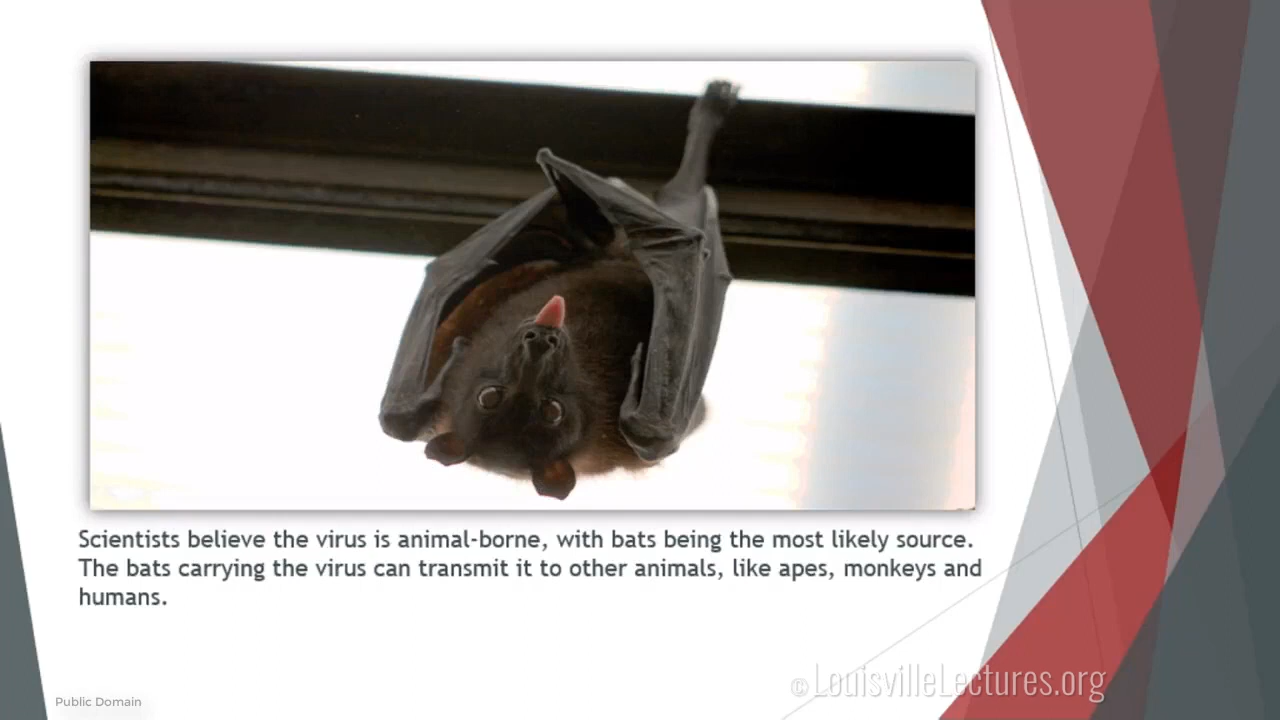 Scientists believe the virus is animal-borne, with bats being the most likely source.
The bats carrying the virus can transmit it to other animals, like apes, monkeys and
humans.
© LouisvilleLectures.org
Public Domain